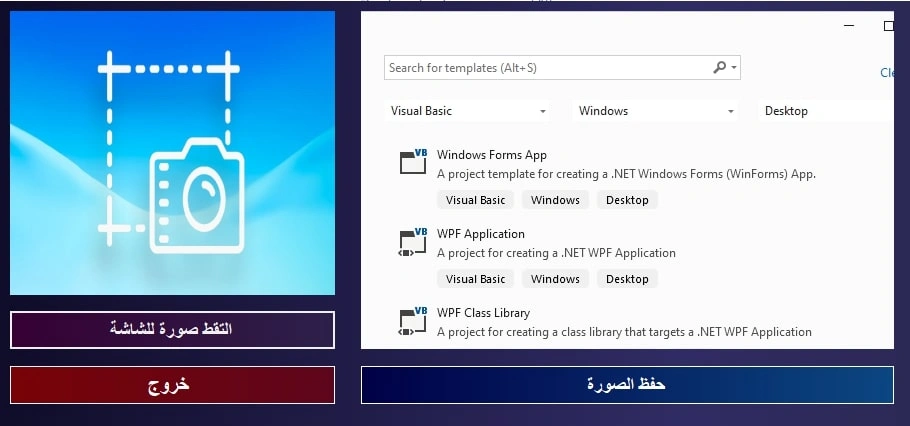 Search for templates (Alt+S)
Visual Basic Windows Desktop
VB
Windows Forms App
A project template for creating a .NET Windows Forms (WinForms) App.
Visual Basic Windows Desktop
VB
WPF Application
A project for creating a .NET WPF Application
Visual Basic Windows Desktop
VB
WPF Class Library
A project for creating a class library that targets a .NET WPF Application
التقط صورة للشاشة
خروج
حفظ الصورة